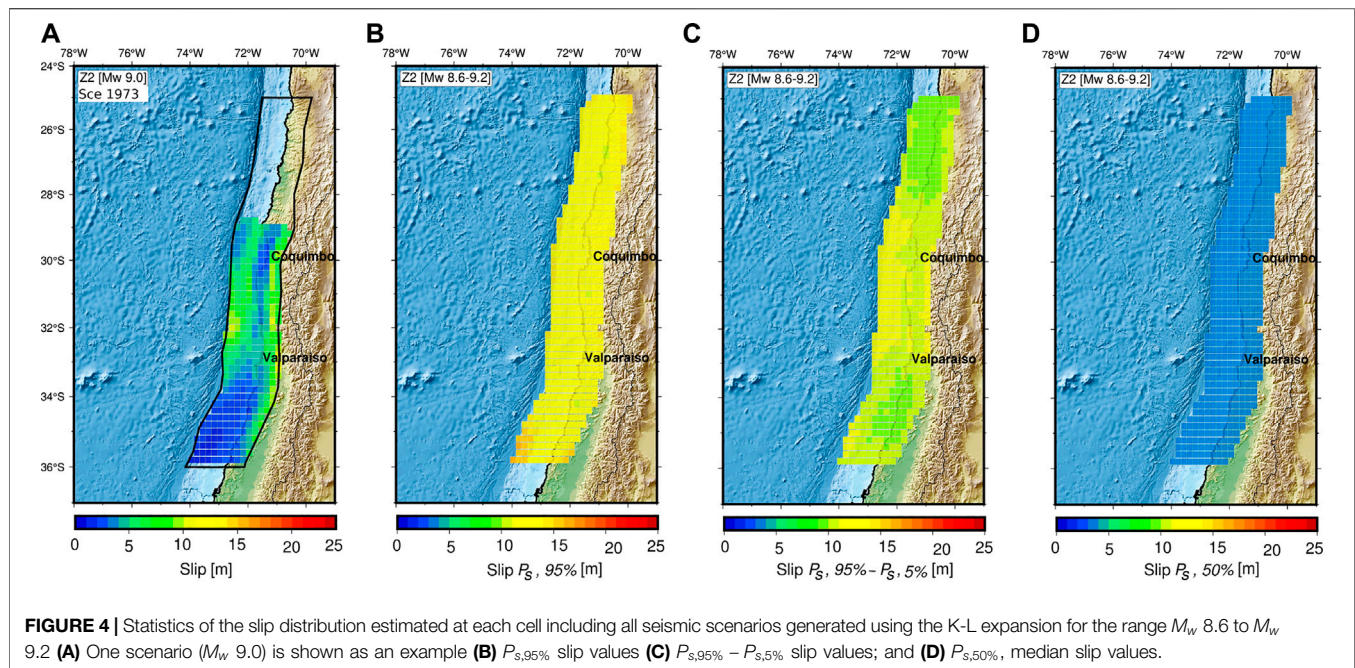 A
B
C
D
78°W 76°W 74°W 72°W 70°W
78°W 76°W 74°W 72°W 70°W
78°W 76°W 74°W 72°W 70°W
78°W 76°W 74°W 72°W 70°W
24°S
26°S
28°S
30°S
32°S
34°S
36°S
Z2 [Mw 9.0]
Sce 1973
Coquimbo
Valparaiso
Z2 [Mw 8.6-9.2]
Coquimbo
Valparaiso
Z2 [Mw 8.6-9.2]
Coquimbo
Valparaiso
Z2 [Mw 8.6-9.2]
Coquimbo
Valparaiso
0 5 10 15 20 25
Slip [m]
0 5 10 15 20 25
Slip Ps , 95% [m]
0 5 10 15 20 25
Slip Ps , 95% – Ps , 5% [m]
0 5 10 15 20 25
Slip Ps , 50% [m]
FIGURE 4 | Statistics of the slip distribution estimated at each cell including all seismic scenarios generated using the K-L expansion for the range Mw 8.6 to Mw
9.2 (A) One scenario (Mw 9.0) is shown as an example (B) Ps,95% slip values (C) Ps,95% – Ps,5% slip values; and (D) Ps,50%, median slip values.